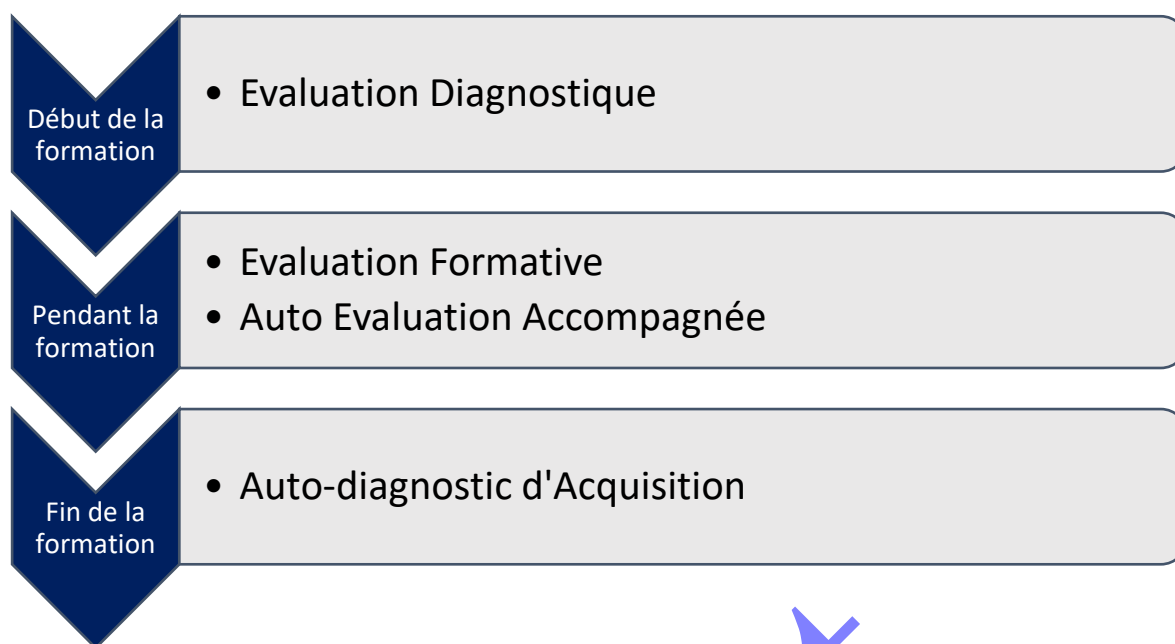 Début de la
formation
• Evaluation Diagnostique
Pendant la
formation
• Evaluation Formative
• Auto Evaluation Accompagnée
Fin de la
formation
• Auto-diagnostic d'Acquisition